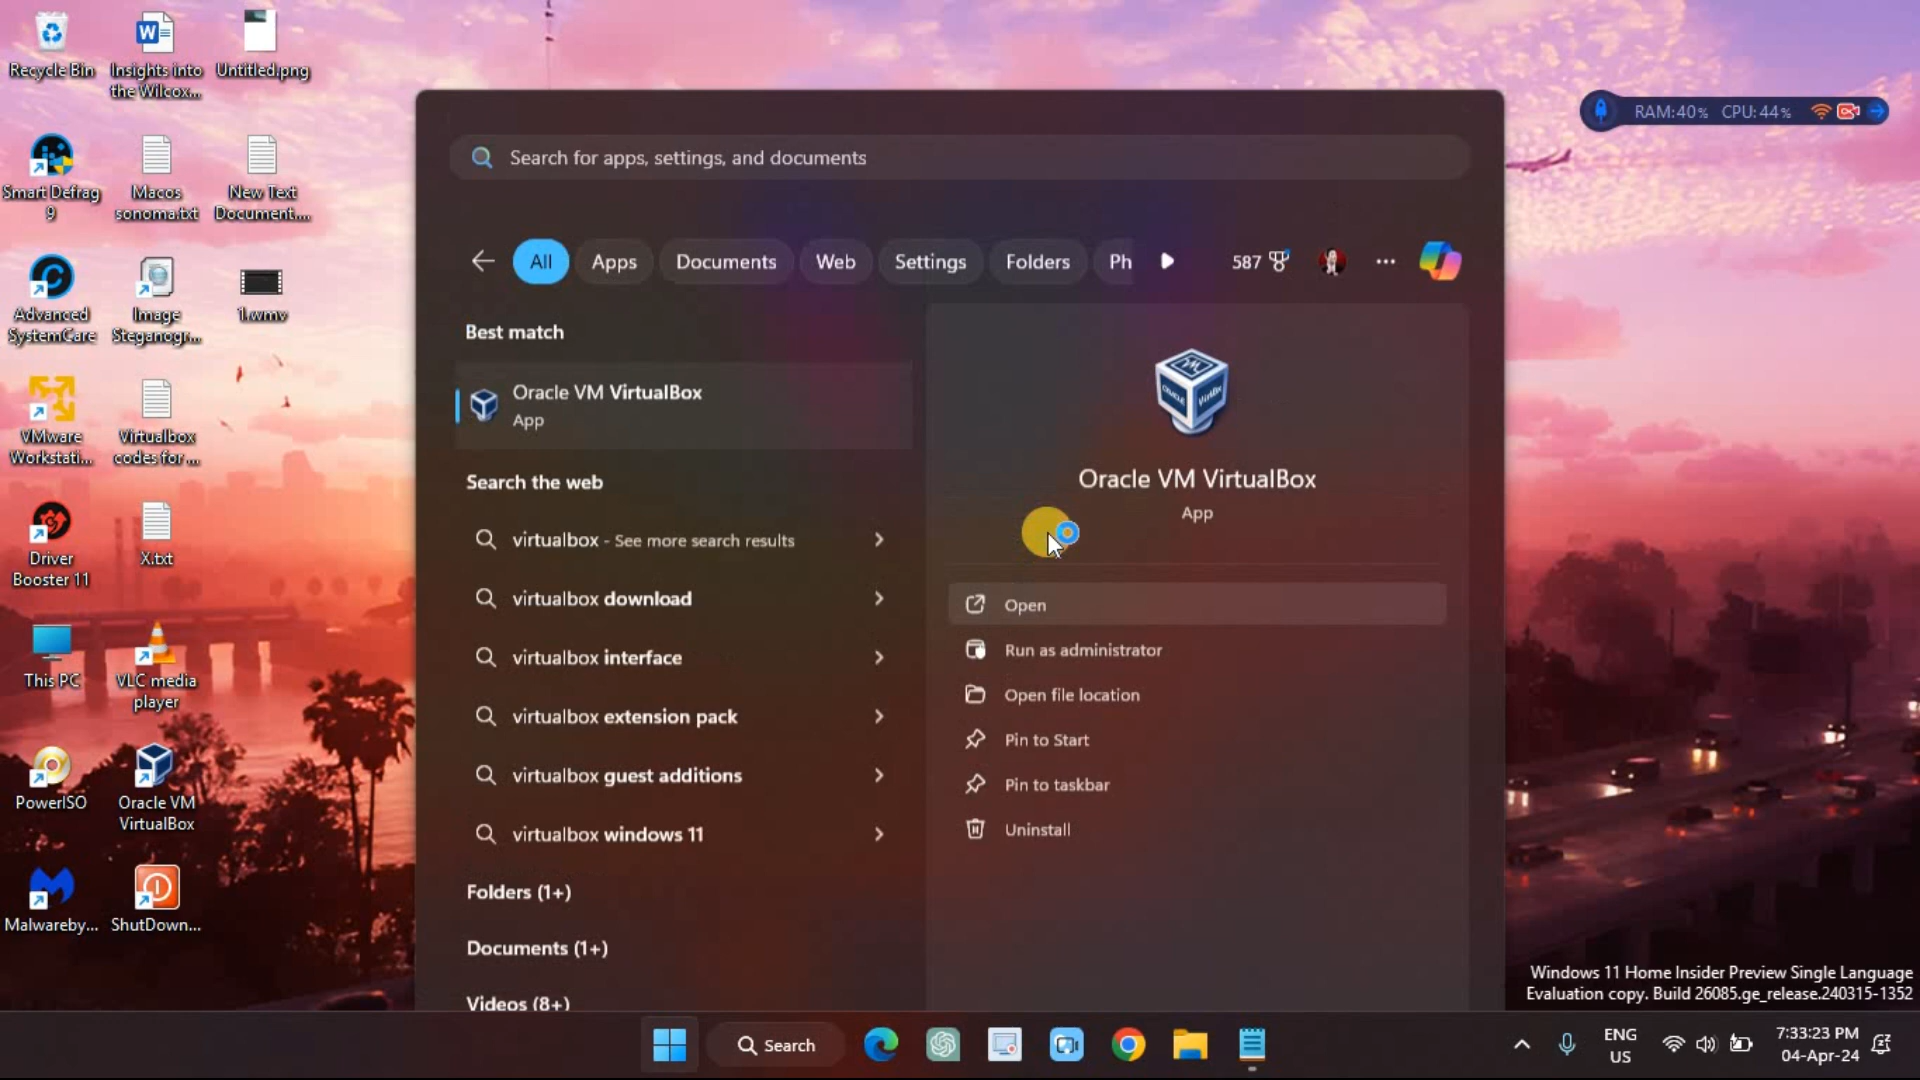 Recycle Bin
Insights into
the Wilcox...
Untitled.png
Smart Defrag
9
Macos
sonoma.txt
New Text
Document....
Advanced
SystemCare
Image
Steganogr...
1.wmv
VMware
Workstati...
Virtualbox
codes for ...
Driver
Booster 11
X.txt
This PC
VLC media
player
PowerISO
Oracle VM
VirtualBox
Malwareby...
ShutDown...
Search for apps, settings, and documents
All
Apps
Documents
Web
Settings
Folders
Ph
587
Best match
Oracle VM VirtualBox
App
Search the web
virtualbox - See more search results
virtualbox download
virtualbox interface
virtualbox extension pack
virtualbox guest additions
virtualbox windows 11
Folders (1+)
Documents (1+)
Videos (8+)
Oracle VM VirtualBox
App
Open
Run as administrator
Open file location
Pin to Start
Pin to taskbar
Uninstall
RAM:40% CPU:44%
Windows 11 Home Insider Preview Single Language
Evaluation copy. Build 26085.ge_release.240315-1352
Search
ENG
US
7:33:23 PM
04-Apr-24